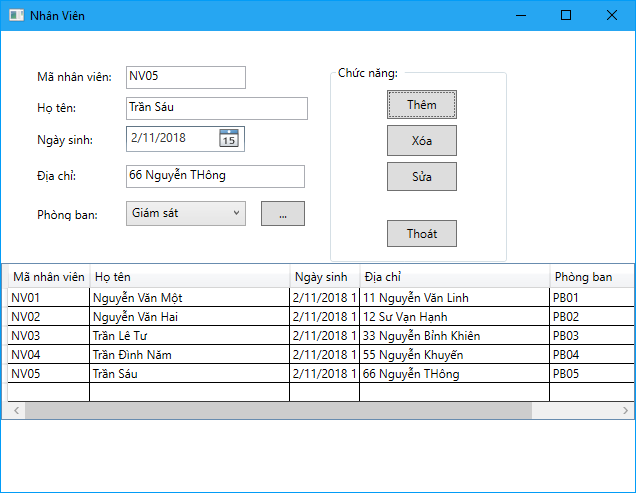 Nhân Viên
Mã nhân viên: NV05
Họ tên: Trần Sáu
Ngày sinh: 2/11/2018 15
Địa chỉ: 66 Nguyễn THông
Phòng ban: Giám sát ...
Chức năng:
Thêm
Xóa
Sửa
Thoát
Mã nhân viên Họ tên Ngày sinh Địa chỉ Phòng ban
NV01 Nguyễn Văn Một 2/11/2018 1 11 Nguyễn Văn Linh PB01
NV02 Nguyễn Văn Hai 2/11/2018 1 12 Sư Vạn Hạnh PB02
NV03 Trần Lê Tư 2/11/2018 1 33 Nguyễn Bỉnh Khiên PB03
NV04 Trần Đình Năm 2/11/2018 1 55 Nguyễn Khuyến PB04
NV05 Trần Sáu 2/11/2018 1 66 Nguyễn THông PB05